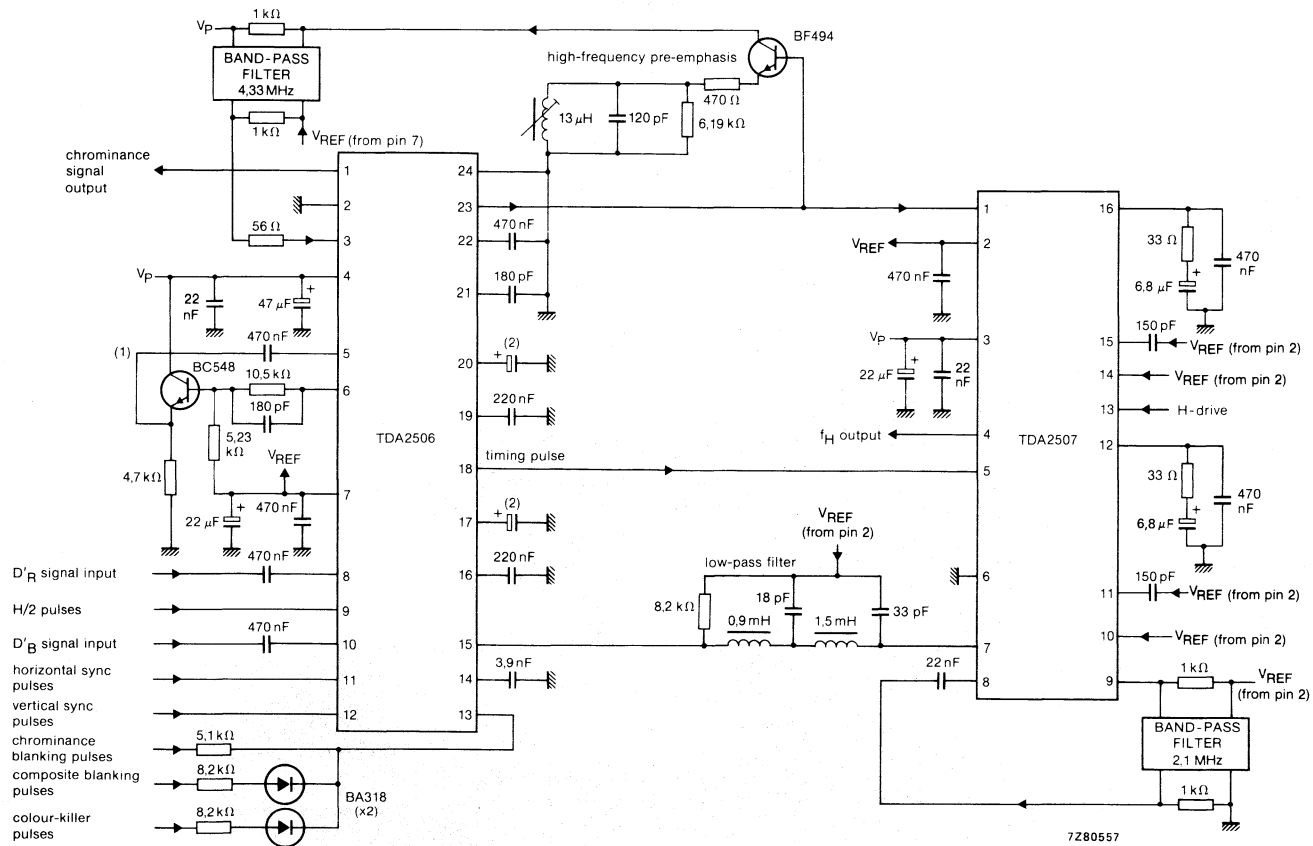 1 kΩ
VP
BAND-PASS
FILTER
4,33 MHz
1 kΩ
VREF (from pin 7)
high-frequency pre-emphasis
BF494
470 Ω
13 μH
120 pF
6,19 kΩ
chrominance
signal
output
56 Ω
VP
22
nF
47 μF
+
470 nF
(1)
BC548
10,5 kΩ
180 pF
5,23
kΩ
4,7 kΩ
VREF
22 μF
+
470 nF
470 nF
D'R signal input
H/2 pulses
470 nF
D'B signal input
horizontal sync
pulses
vertical sync
pulses
chrominance
blanking pulses
5,1 kΩ
composite blanking
pulses
8,2 kΩ
colour-killer
pulses
8,2 kΩ
BA318
(x2)
TDA2506
1
2
3
4
5
6
7
8
9
10
11
12
24
23
22
21
20
19
18
17
16
15
14
13
470 nF
180 pF
+ (2)
220 nF
timing pulse
+ (2)
220 nF
3,9 nF
low-pass filter
VREF
(from pin 2)
8,2 kΩ
18 pF
33 pF
0,9 mH
1,5 mH
22 nF
VREF
470 nF
VP
22 μF
+
22
nF
fH output
TDA2507
1
2
3
4
5
6
7
8
16
15
14
13
12
11
10
9
33 Ω
+
6,8 μF
470
nF
150 pF
VREF (from pin 2)
VREF (from pin 2)
H-drive
33 Ω
+
6,8 μF
470
nF
150 pF
VREF (from pin 2)
VREF (from pin 2)
1 kΩ
VREF
(from pin 2)
BAND-PASS
FILTER
2,1 MHz
1 kΩ
7Z80557